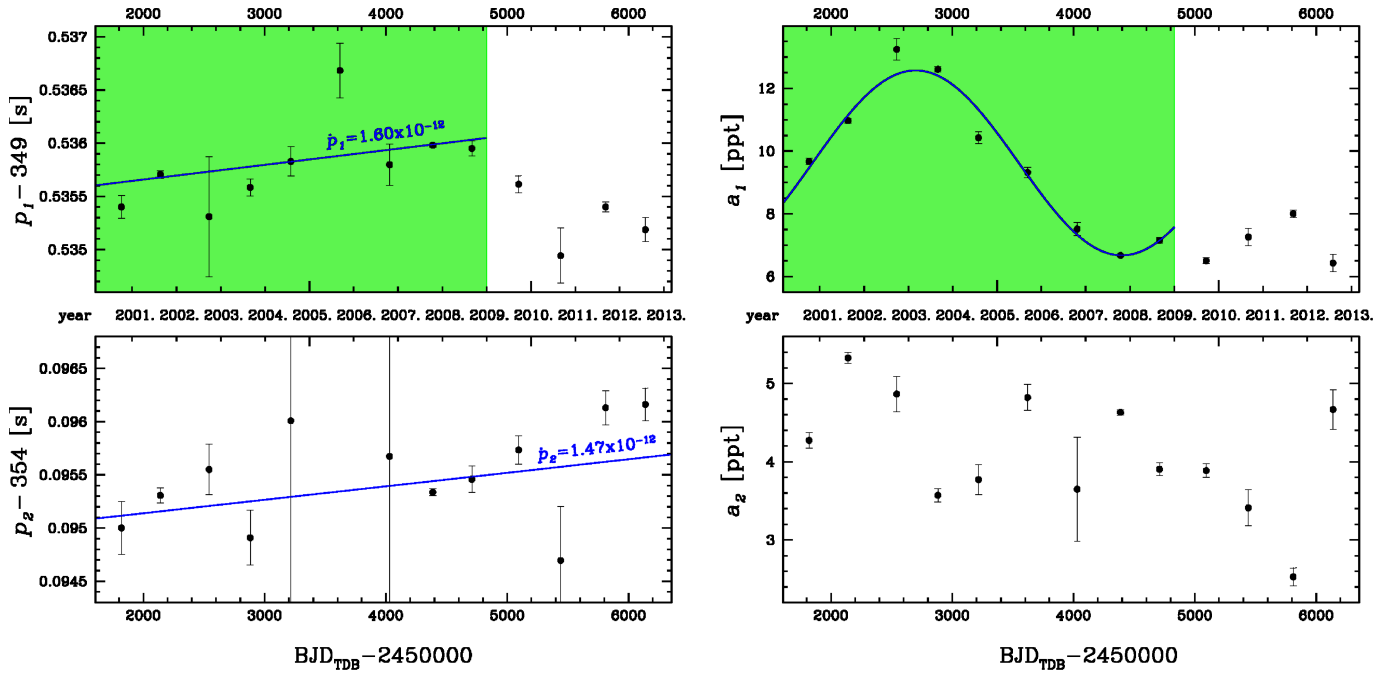 2000 3000 4000 5000 6000
2000 3000 4000 5000 6000
0.537
0.5365
0.536
0.5355
0.535
p1−349 [s]
ṗ1=1.60x10−12
12
10
8
6
a1 [ppt]
year 2001. 2002. 2003. 2004. 2005. 2006. 2007. 2008. 2009. 2010. 2011. 2012. 2013.
year 2001. 2002. 2003. 2004. 2005. 2006. 2007. 2008. 2009. 2010. 2011. 2012. 2013.
0.0965
0.096
0.0955
0.095
0.0945
p2−354 [s]
ṗ2=1.47x10−12
5
4
3
a2 [ppt]
2000 3000 4000 5000 6000
2000 3000 4000 5000 6000
BJDTDB−2450000
BJDTDB−2450000